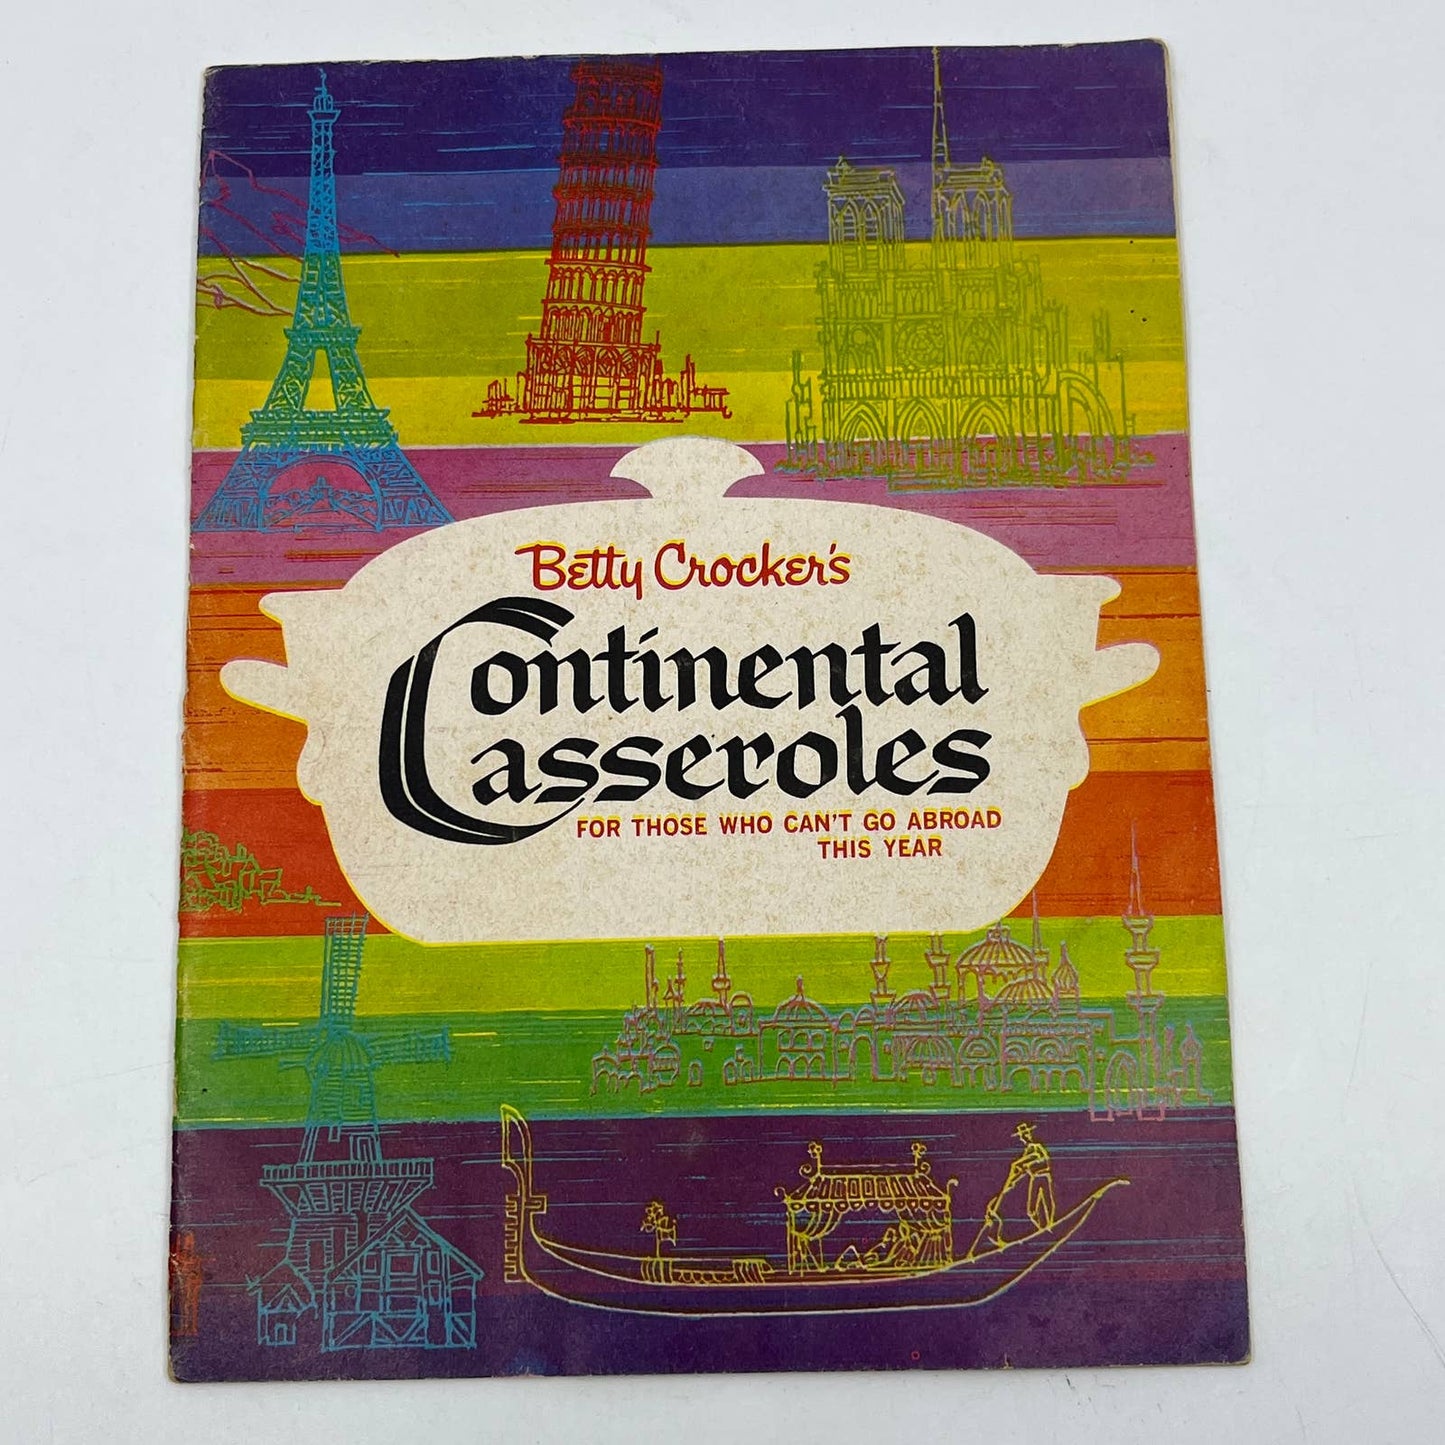 Betty Crocker's
Continental
Casseroles
FOR THOSE WHO CAN'T GO ABROAD
THIS YEAR